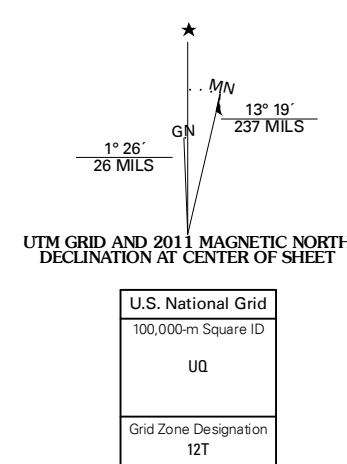 ★
MN
13° 19´
237 MILS
GN
1° 26´
26 MILS
UTM GRID AND 2011 MAGNETIC NORTH
DECLINATION AT CENTER OF SHEET
U.S. National Grid
100,000-m Square ID
UQ
Grid Zone Designation
12T